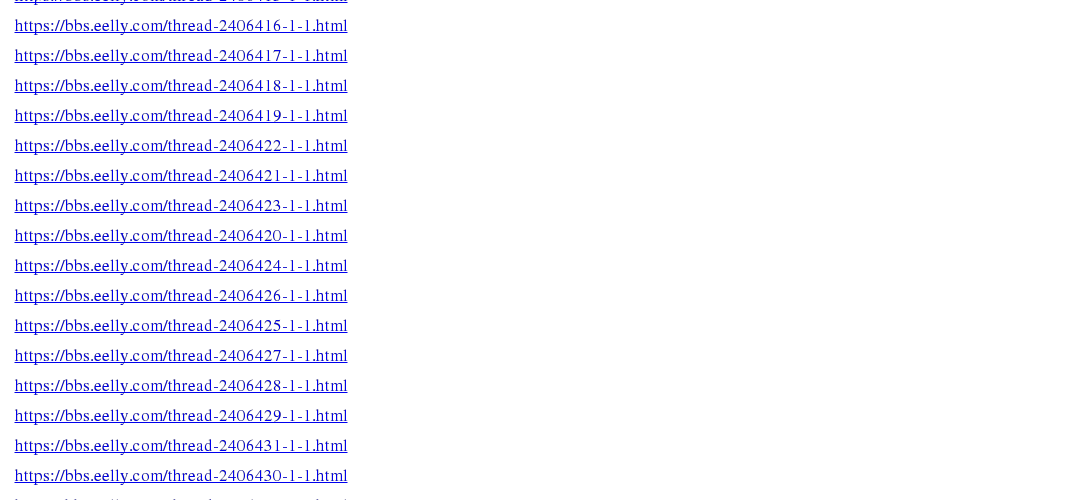 https://bbs.eelly.com/thread-2406416-1-1.html
https://bbs.eelly.com/thread-2406417-1-1.html
https://bbs.eelly.com/thread-2406418-1-1.html
https://bbs.eelly.com/thread-2406419-1-1.html
https://bbs.eelly.com/thread-2406422-1-1.html
https://bbs.eelly.com/thread-2406421-1-1.html
https://bbs.eelly.com/thread-2406423-1-1.html
https://bbs.eelly.com/thread-2406420-1-1.html
https://bbs.eelly.com/thread-2406424-1-1.html
https://bbs.eelly.com/thread-2406426-1-1.html
https://bbs.eelly.com/thread-2406425-1-1.html
https://bbs.eelly.com/thread-2406427-1-1.html
https://bbs.eelly.com/thread-2406428-1-1.html
https://bbs.eelly.com/thread-2406429-1-1.html
https://bbs.eelly.com/thread-2406431-1-1.html
https://bbs.eelly.com/thread-2406430-1-1.html